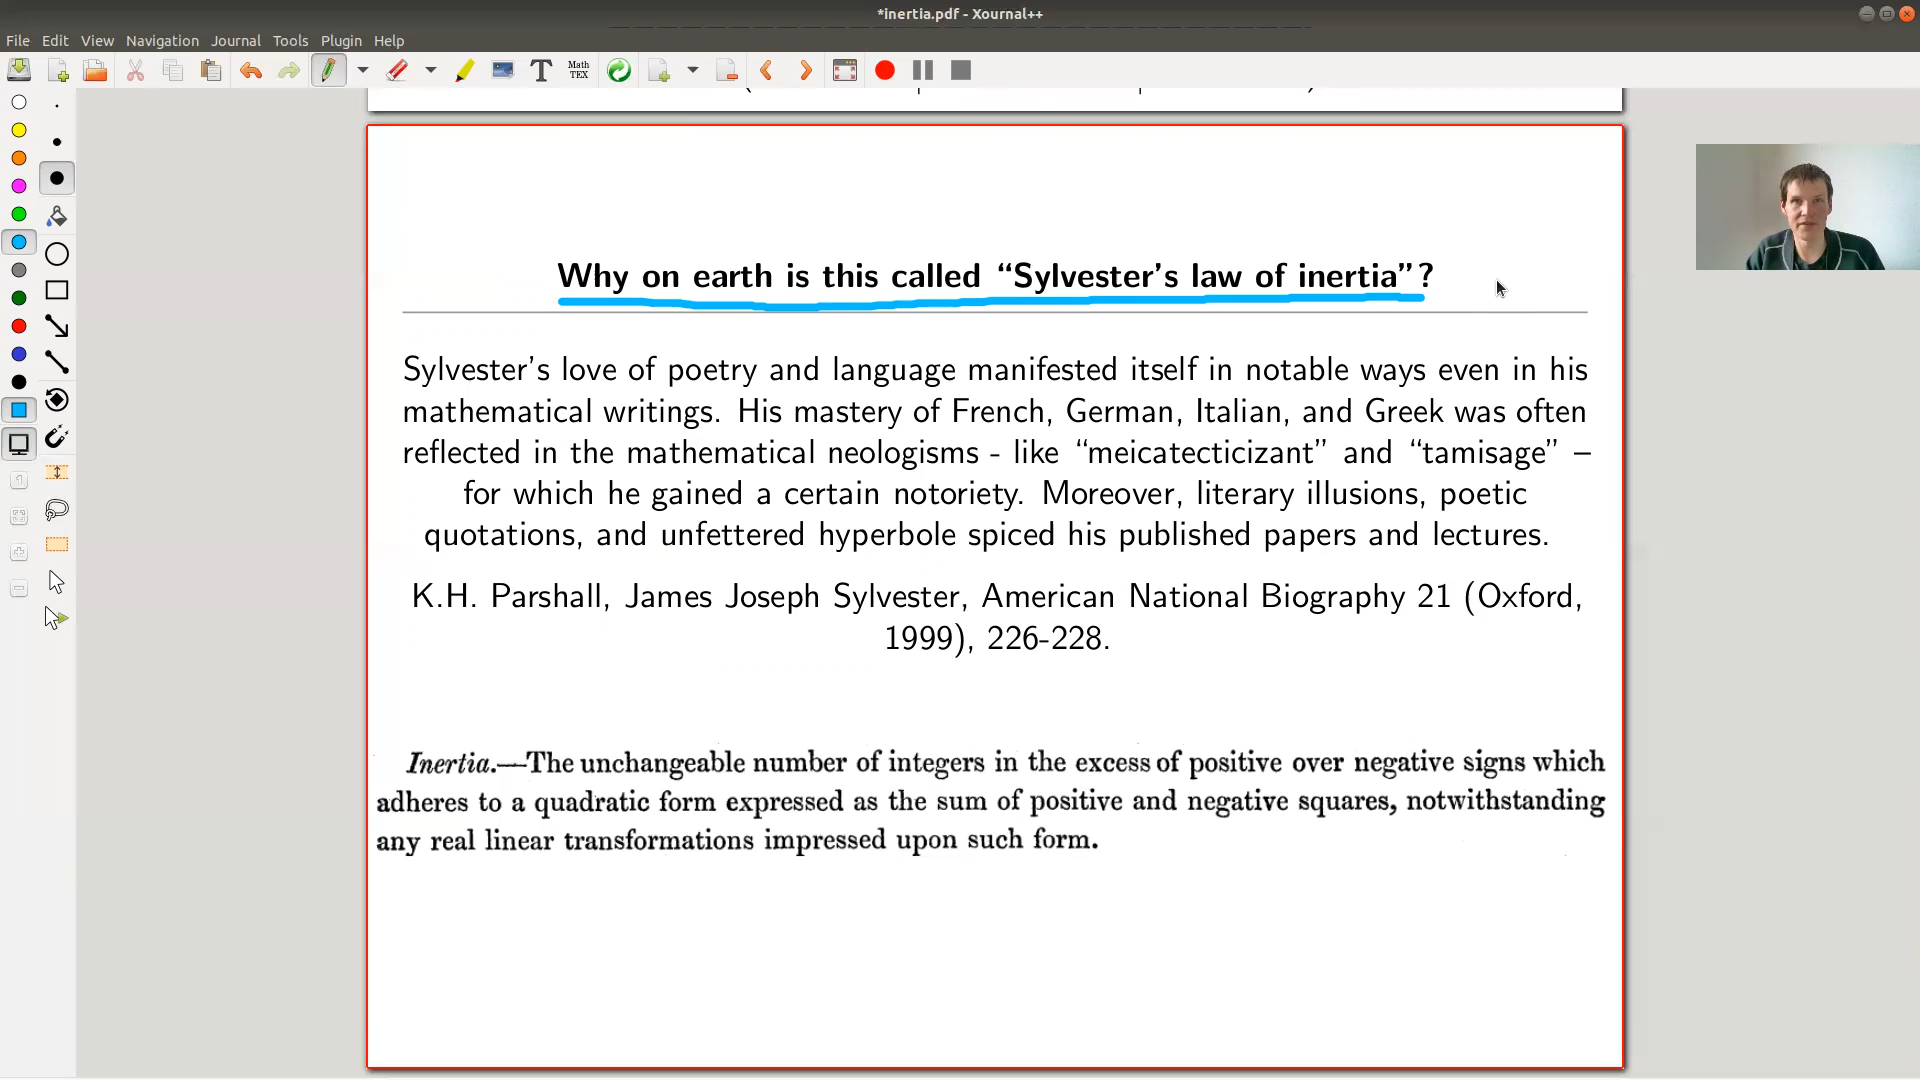 *inertia.pdf - Xournal++
File Edit View Navigation Journal Tools Plugin Help
Math
TEX
Why on earth is this called “Sylvester’s law of inertia”?
Sylvester’s love of poetry and language manifested itself in notable ways even in his
mathematical writings. His mastery of French, German, Italian, and Greek was often
reflected in the mathematical neologisms - like “meicatecticizant” and “tamisage” –
for which he gained a certain notoriety. Moreover, literary illusions, poetic
quotations, and unfettered hyperbole spiced his published papers and lectures.
K.H. Parshall, James Joseph Sylvester, American National Biography 21 (Oxford,
1999), 226-228.
Inertia.—The unchangeable number of integers in the excess of positive over negative signs which
adheres to a quadratic form expressed as the sum of positive and negative squares, notwithstanding
any real linear transformations impressed upon such form.